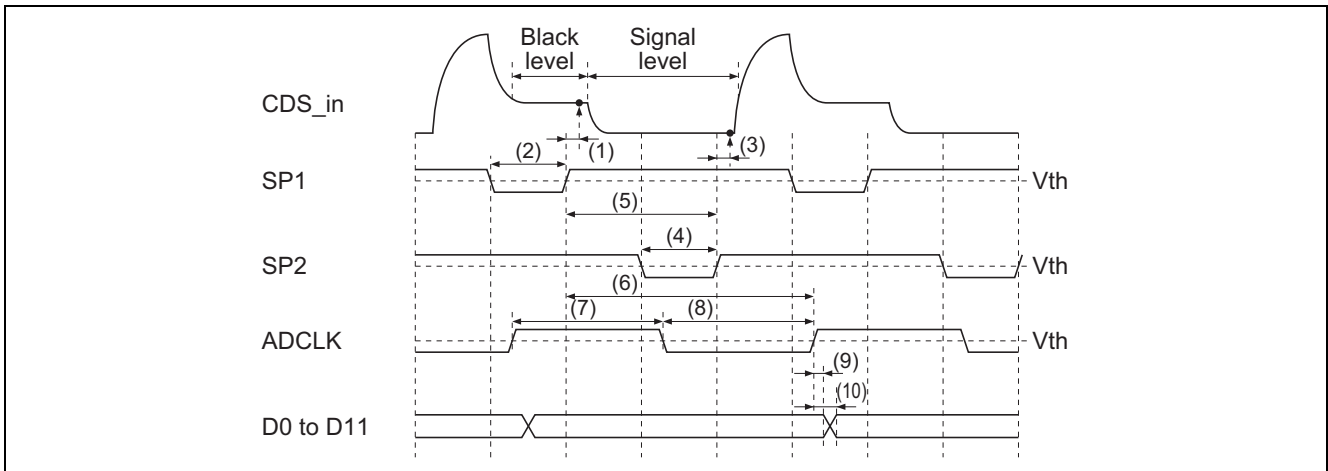 Black level
Signal level
CDS_in
(1)
(3)
(2)
SP1
Vth
(5)
(4)
SP2
Vth
(6)
(7)
(8)
ADCLK
Vth
(9)
(10)
D0 to D11